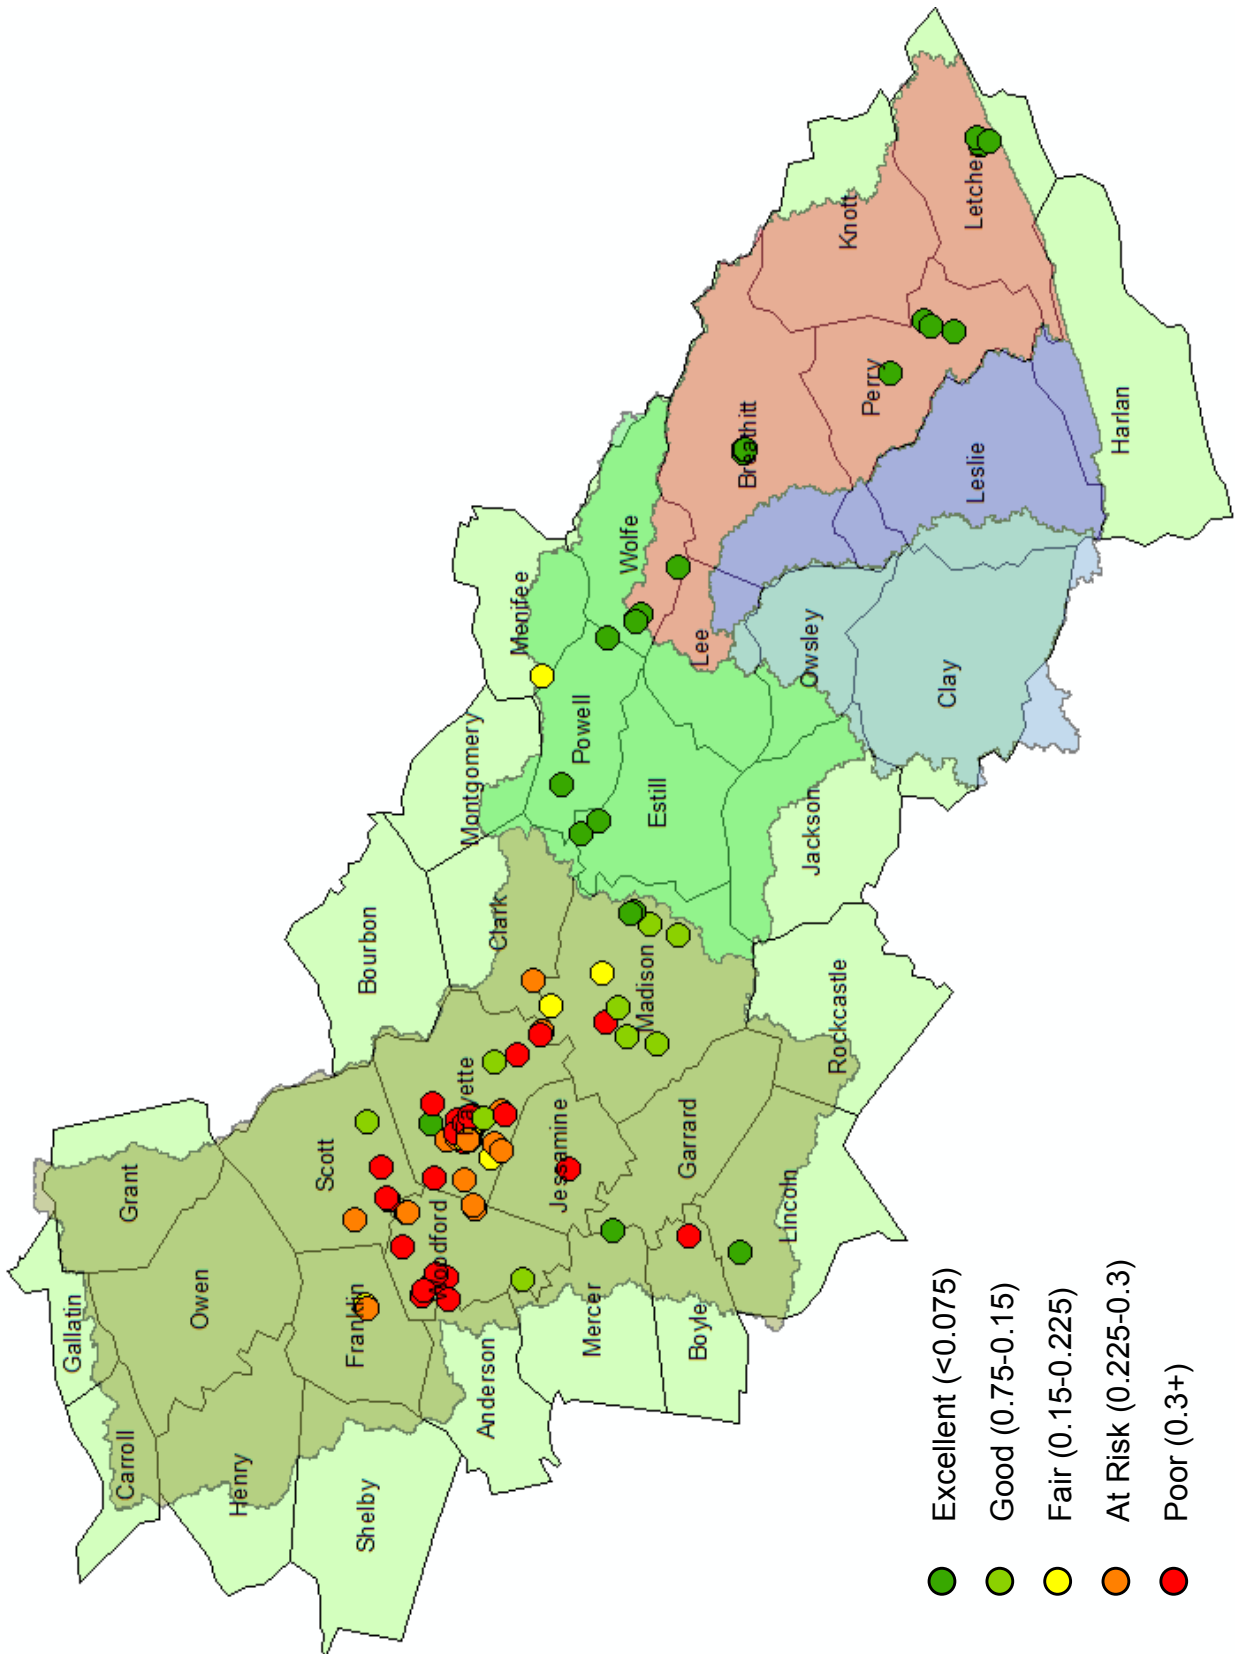 Gallatin
Grant
Carroll
Owen
Henry
Scott
Franklin
Shelby
Bourbon
Woodford
Fayette
Clark
Montgomery
Menifee
Anderson
Jessamine
Powell
Wolfe
Mercer
Madison
Estill
Garrard
Boyle
Lee
Breathitt
Lincoln
Rockcastle
Jackson
Owsley
Perry
Knott
Clay
Leslie
Letcher
Harlan
Excellent (<0.075)
Good (0.75-0.15)
Fair (0.15-0.225)
At Risk (0.225-0.3)
Poor (0.3+)